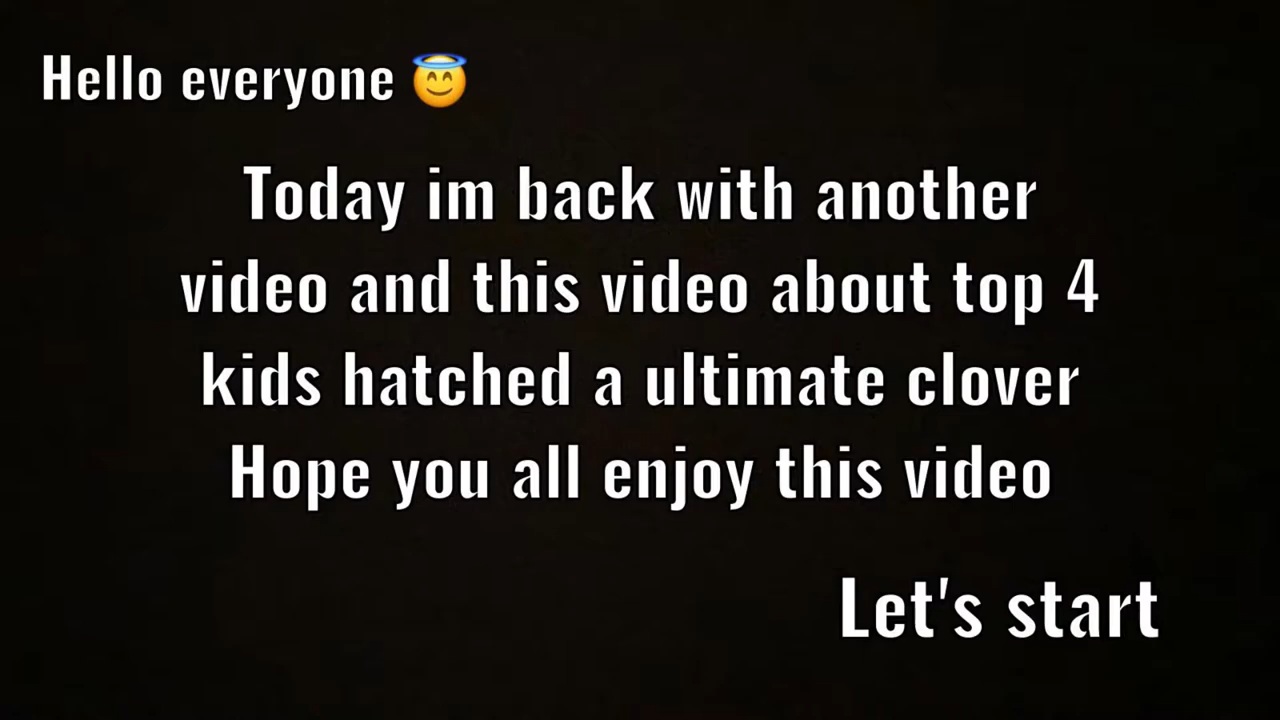 Hello everyone 😇
Today im back with another
video and this video about top 4
kids hatched a ultimate clover
Hope you all enjoy this video
Let's start